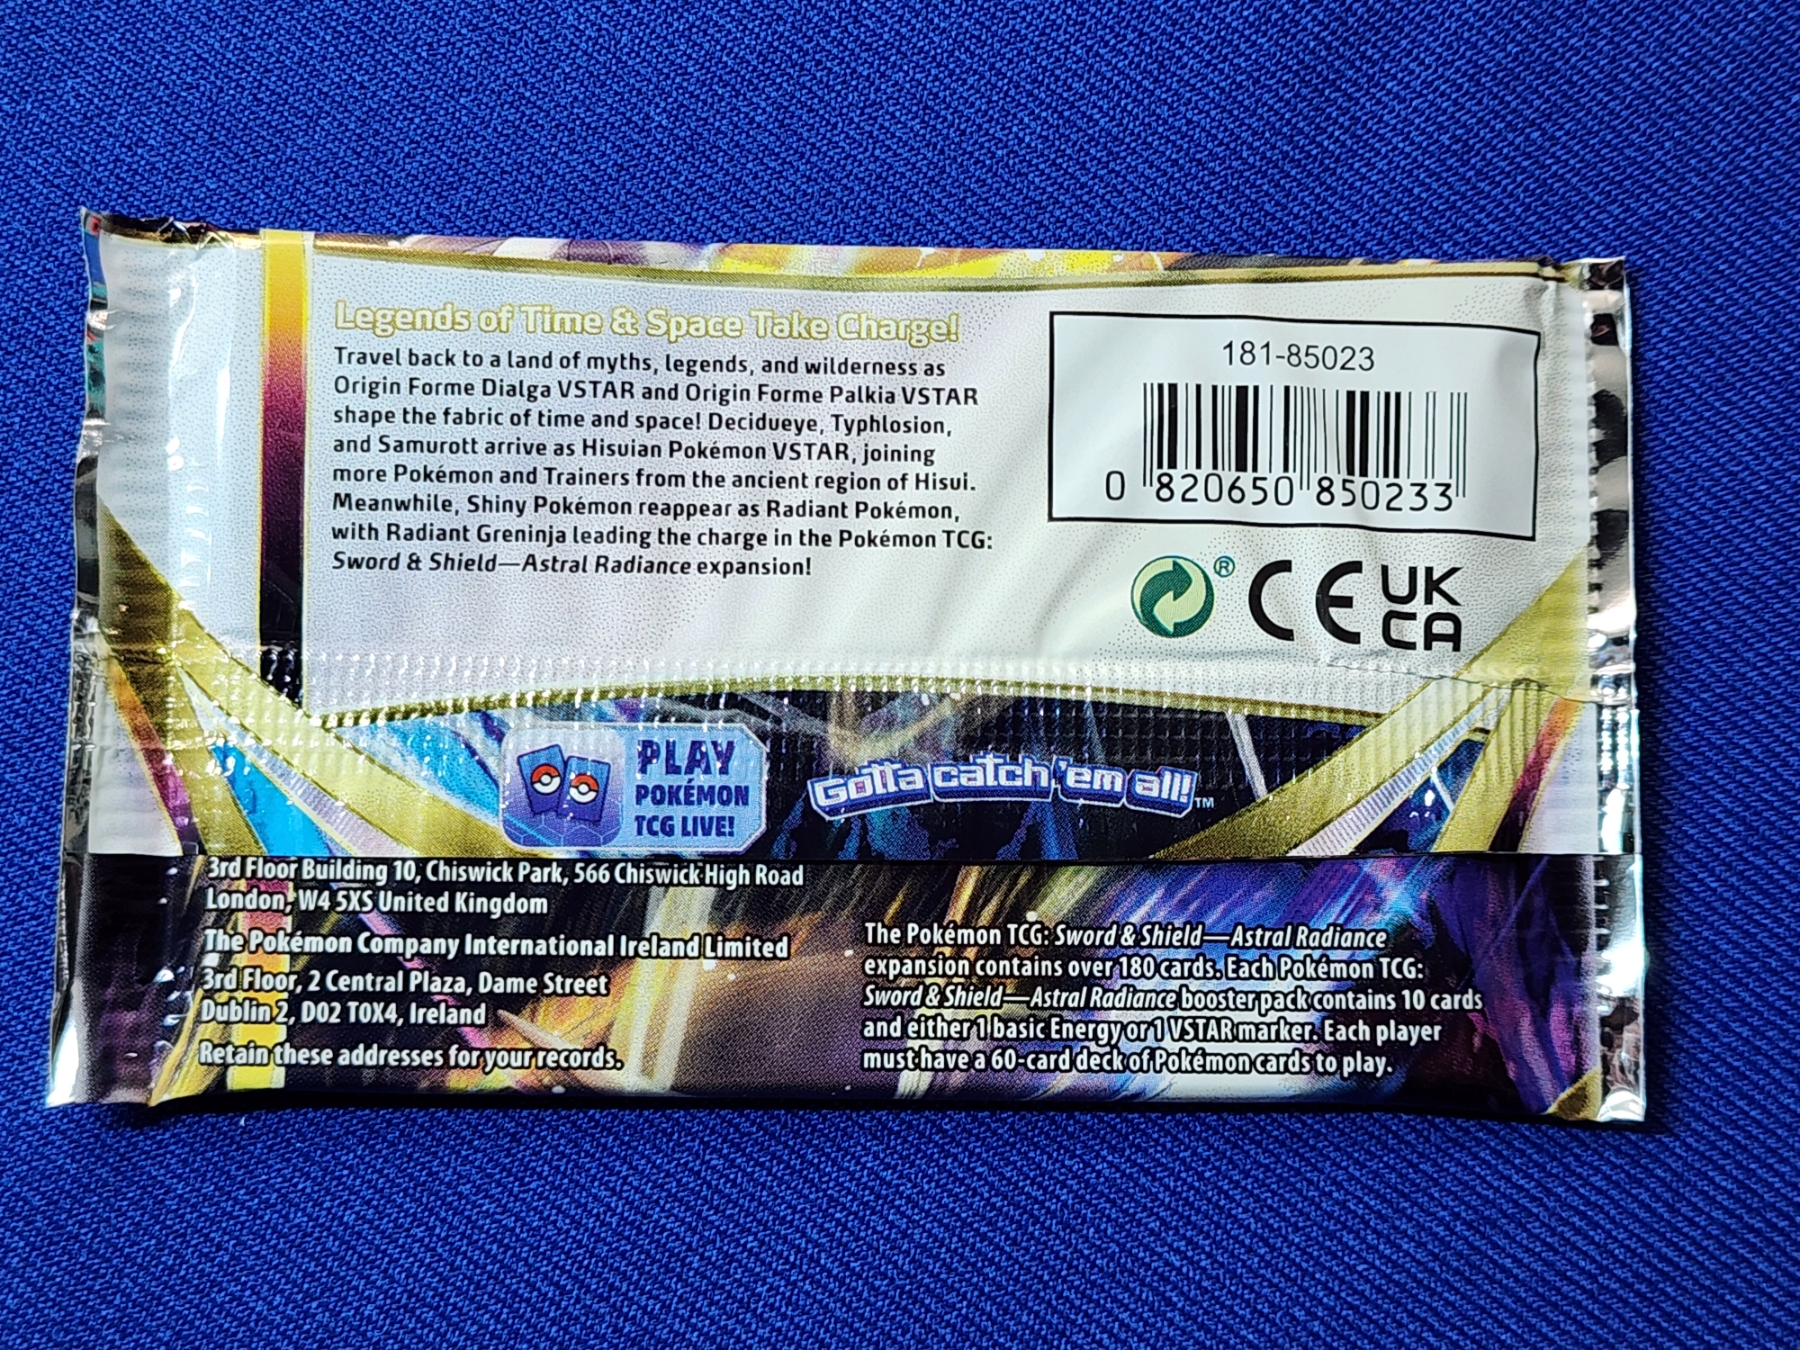 Legends of Time & Space Take Charge!
Travel back to a land of myths, legends, and wilderness as
Origin Forme Dialga VSTAR and Origin Forme Palkia VSTAR
shape the fabric of time and space! Decidueye, Typhlosion,
and Samurott arrive as Hisuian Pokémon VSTAR, joining
more Pokémon and Trainers from the ancient region of Hisui.
Meanwhile, Shiny Pokémon reappear as Radiant Pokémon,
with Radiant Greninja leading the charge in the Pokémon TCG:
Sword & Shield—Astral Radiance expansion!
181-85023
0 820650 850233
® CE UK
CA
PLAY
POKÉMON
TCG LIVE!
Gotta catch 'em all!™
3rd Floor Building 10, Chiswick Park, 566 Chiswick High Road
London, W4 5XS United Kingdom
The Pokémon Company International Ireland Limited
3rd Floor, 2 Central Plaza, Dame Street
Dublin 2, D02 T0X4, Ireland
Retain these addresses for your records.
The Pokémon TCG: Sword & Shield—Astral Radiance
expansion contains over 180 cards. Each Pokémon TCG:
Sword & Shield—Astral Radiance booster pack contains 10 cards
and either 1 basic Energy or 1 VSTAR marker. Each player
must have a 60-card deck of Pokémon cards to play.